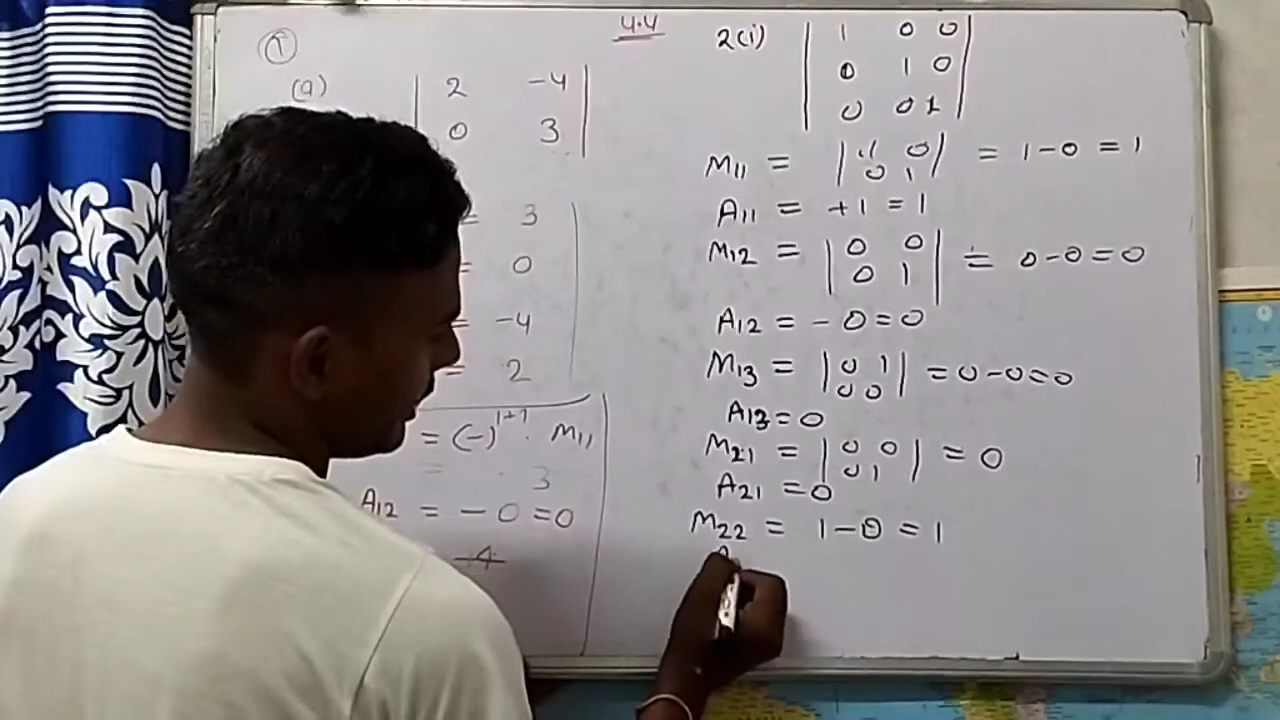 4.4
①
(a)
| 2 -4 |
| 0 3 |
= 3
= 0
= -4
= 2
= (-)¹⁺¹ · M11
= · 3
A12 = - 0 = 0
2(i)
| 1 0 0 |
| 0 1 0 |
| 0 0 1 |
M11 = | 1 0 | = 1-0 = 1
| 0 1 |
A11 = +1 = 1
M12 = | 0 0 | = 0-0=0
| 0 1 |
A12 = - 0 = 0
M13 = | 0 1 | = 0-0=0
| 0 0 |
A13 = 0
M21 = | 0 0 | = 0
| 0 1 |
A21 = 0
M22 = 1-0 = 1
A